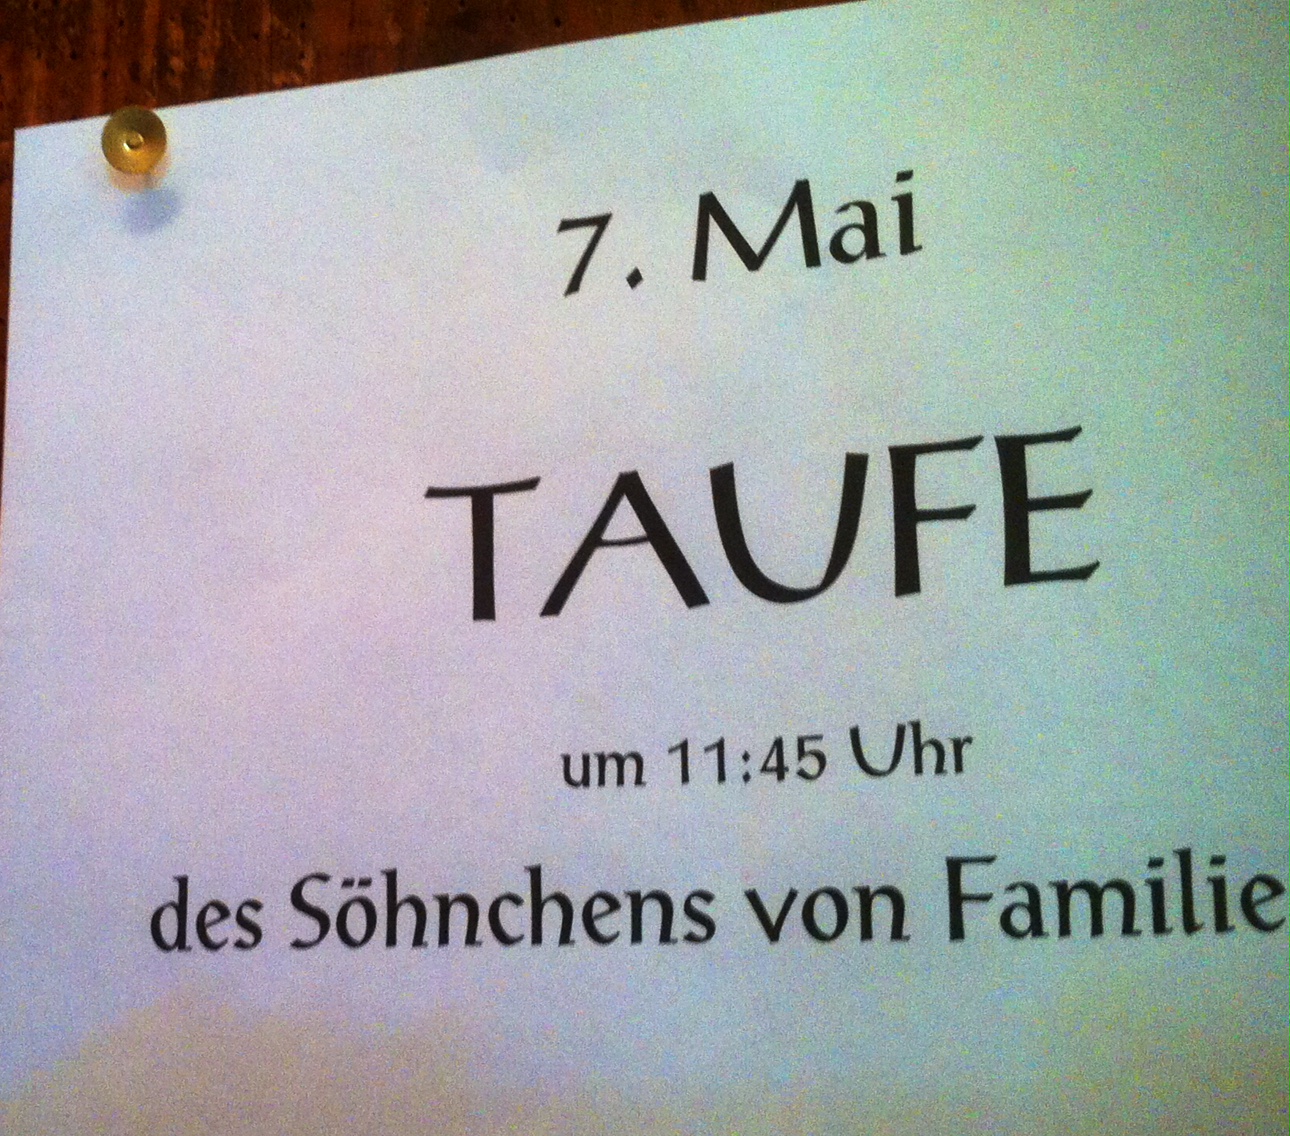 7. Mai
TAUFE
um 11:45 Uhr
des Söhnchens von Familie